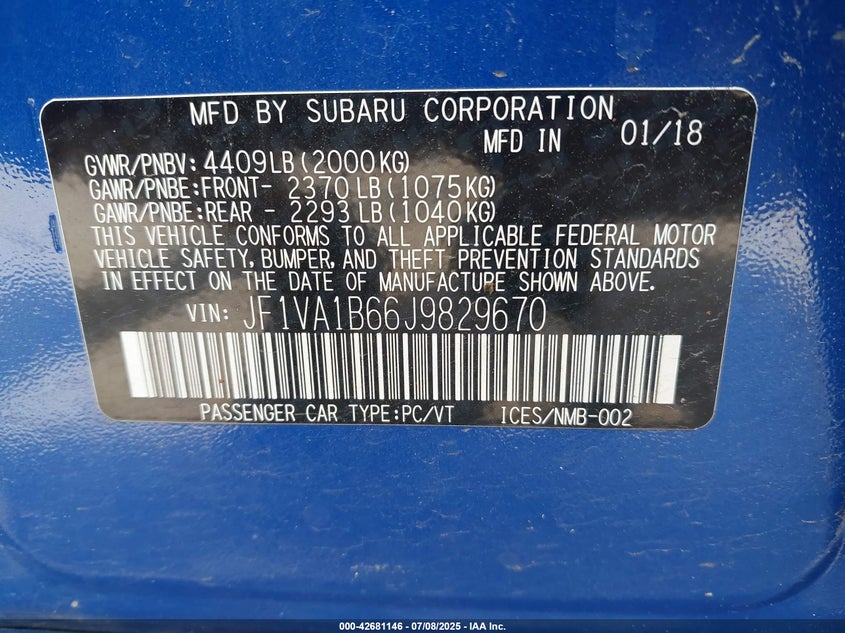 MFD BY SUBARU CORPORATION
MFD IN 01/18
GVWR/PNBV: 4409LB(2000KG)
GAWR/PNBE:FRONT- 2370LB(1075KG)
GAWR/PNBE:REAR - 2293LB(1040KG)
THIS VEHICLE CONFORMS TO ALL APPLICABLE FEDERAL MOTOR
VEHICLE SAFETY, BUMPER, AND THEFT PREVENTION STANDARDS
IN EFFECT ON THE DATE OF MANUFACTURE SHOWN ABOVE.
VIN: JF1VA1B66J9829670
PASSENGER CAR TYPE:PC/VT ICES/NMB-002
000-42681146 - 07/08/2025 - IAA Inc.